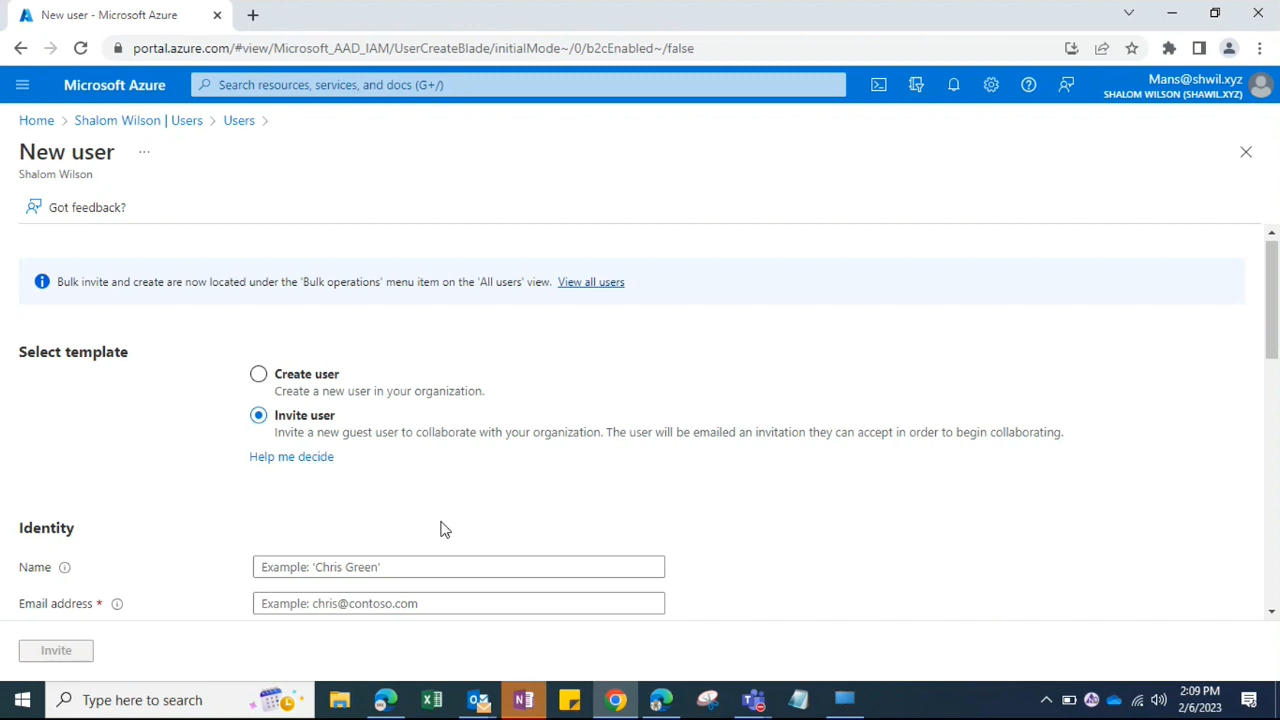 New user - Microsoft Azure
portal.azure.com/#view/Microsoft_AAD_IAM/UserCreateBlade/initialMode~/0/b2cEnabled~/false
Microsoft Azure
Search resources, services, and docs (G+/)
Mans@shwil.xyz
SHALOM WILSON (SHAWIL.XYZ)
Home > Shalom Wilson | Users > Users >
New user ...
Shalom Wilson
Got feedback?
Bulk invite and create are now located under the 'Bulk operations' menu item on the 'All users' view. View all users
Select template
Create user
Create a new user in your organization.
Invite user
Invite a new guest user to collaborate with your organization. The user will be emailed an invitation they can accept in order to begin collaborating.
Help me decide
Identity
Name
Example: 'Chris Green'
Email address *
Example: chris@contoso.com
Invite
Type here to search
2:09 PM
2/6/2023